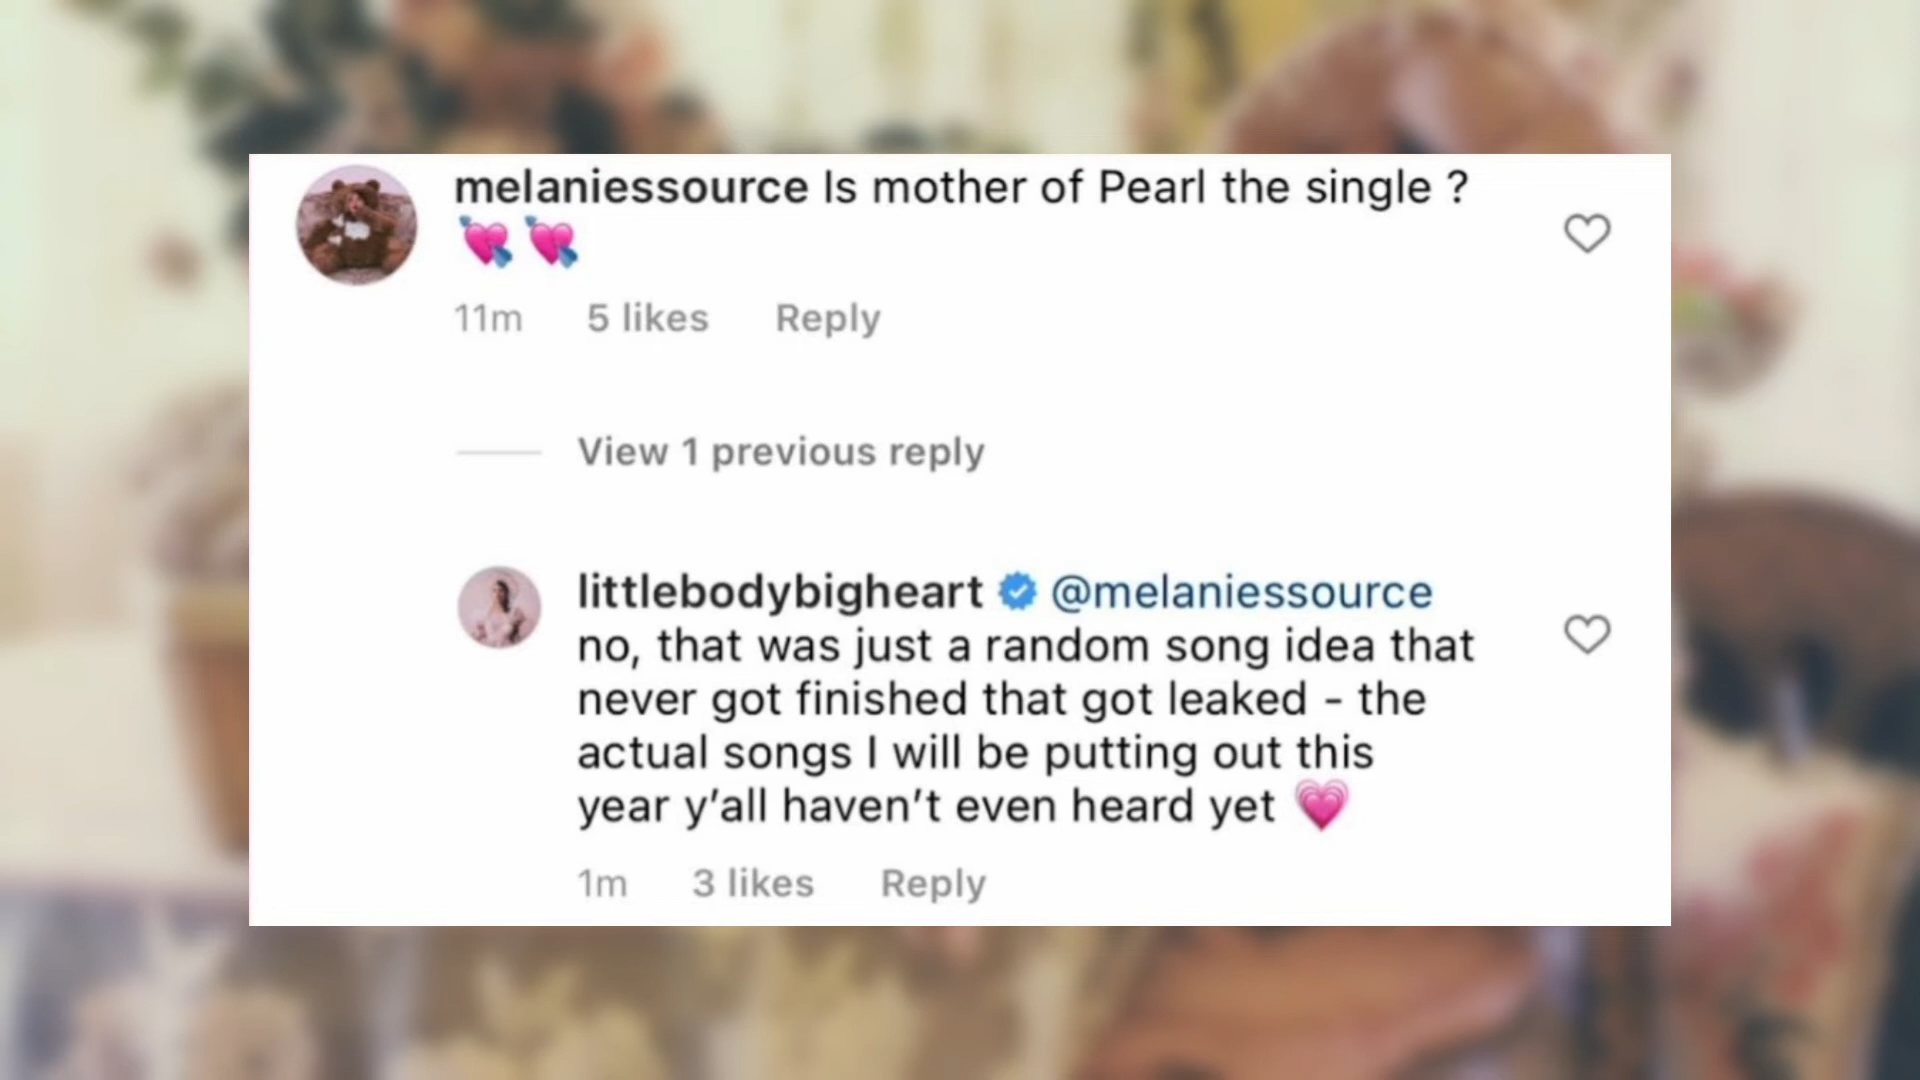 melaniessource Is mother of Pearl the single ?
💘 💘
11m 5 likes Reply
View 1 previous reply
littlebodybigheart @melaniessource
no, that was just a random song idea that
never got finished that got leaked - the
actual songs I will be putting out this
year y’all haven’t even heard yet 💗
1m 3 likes Reply